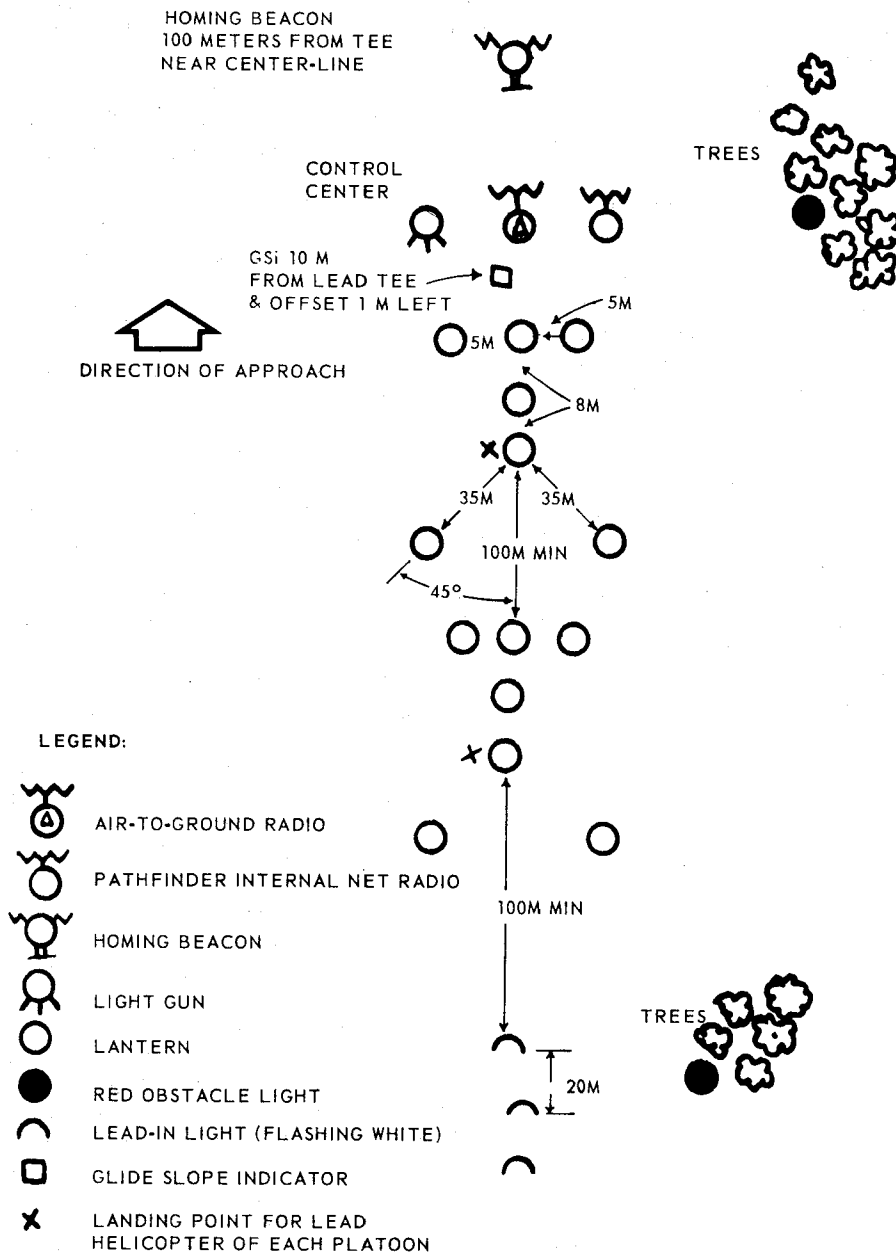 HOMING BEACON
100 METERS FROM TEE
NEAR CENTER-LINE
TREES
CONTROL
CENTER
GSi 10 M
FROM LEAD TEE
& OFFSET 1 M LEFT
5M
5M
DIRECTION OF APPROACH
8M
35M
35M
100M MIN
45°
LEGEND:
AIR-TO-GROUND RADIO
PATHFINDER INTERNAL NET RADIO
100M MIN
HOMING BEACON
LIGHT GUN
TREES
LANTERN
20M
RED OBSTACLE LIGHT
LEAD-IN LIGHT (FLASHING WHITE)
GLIDE SLOPE INDICATOR
LANDING POINT FOR LEAD
HELICOPTER OF EACH PLATOON